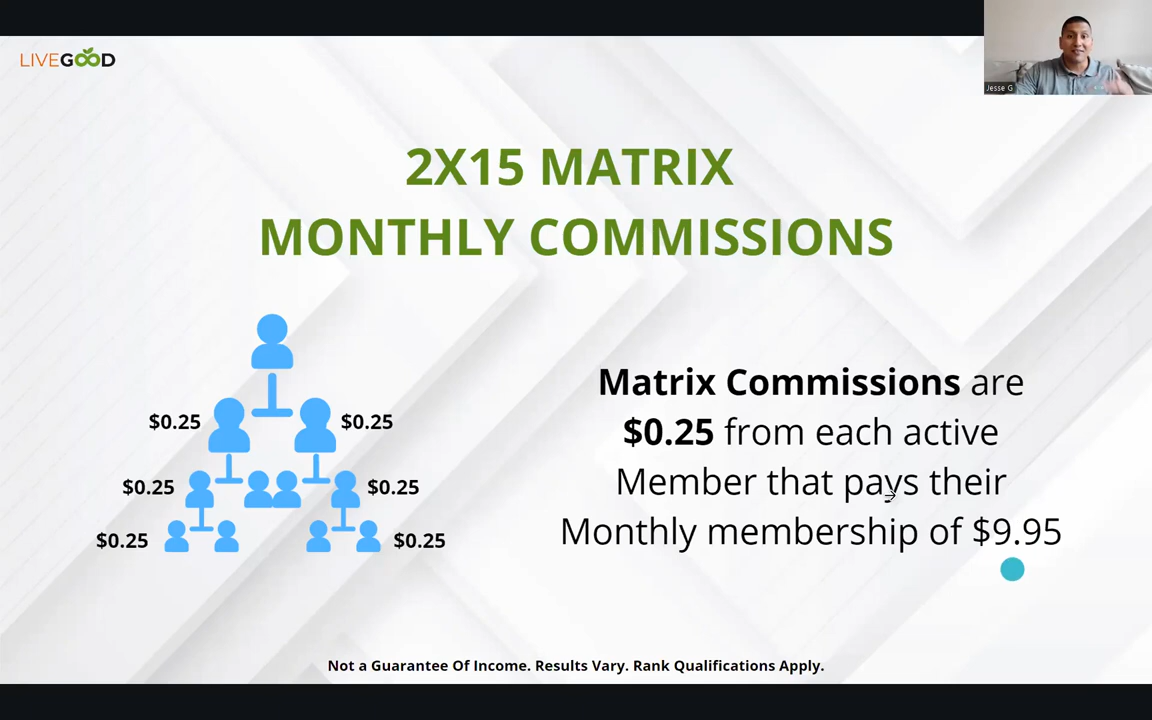 LIVEGOOD
Jesse G
2X15 MATRIX
MONTHLY COMMISSIONS
$0.25
$0.25
$0.25
$0.25
$0.25
$0.25
Matrix Commissions are
$0.25 from each active
Member that pays their
Monthly membership of $9.95
Not a Guarantee Of Income. Results Vary. Rank Qualifications Apply.